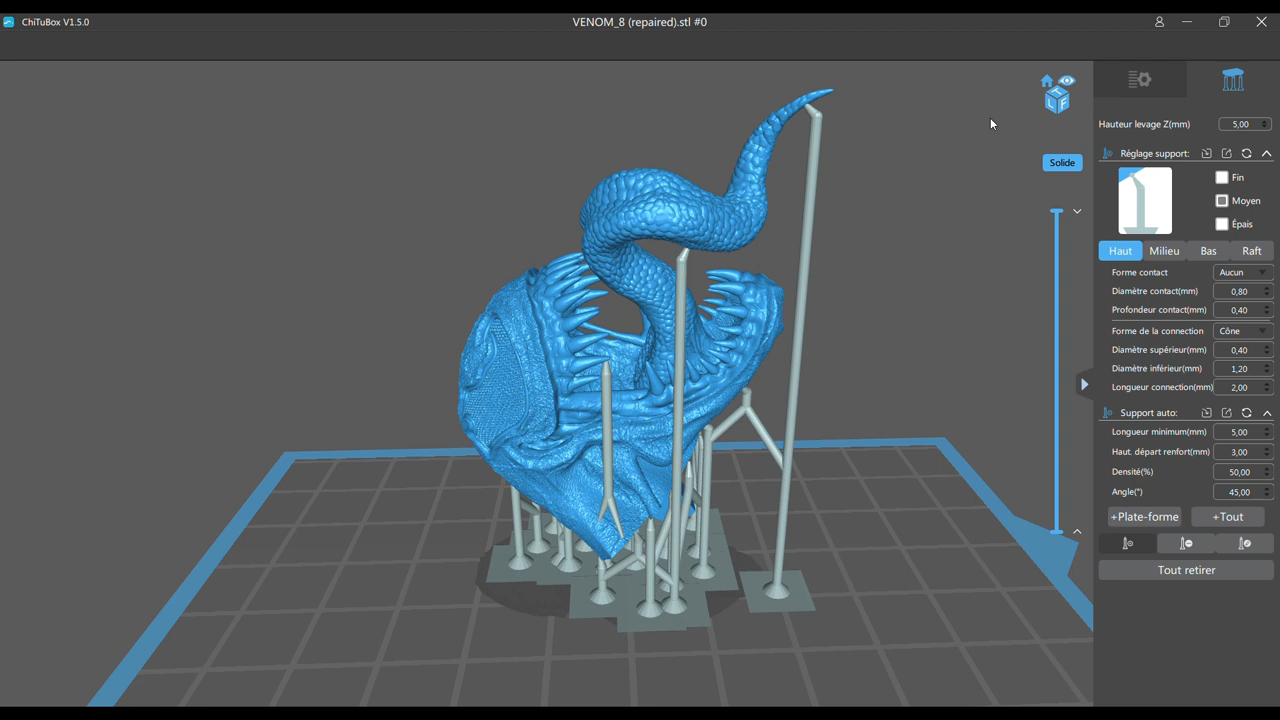 ChiTuBox V1.5.0
VENOM_8 (repaired).stl #0
Hauteur levage Z(mm) 5,00
Réglage support:
Fin
Moyen
Épais
Haut Milieu Bas Raft
Forme contact Aucun
Diamètre contact(mm) 0,80
Profondeur contact(mm) 0,40
Forme de la connection Cône
Diamètre supérieur(mm) 0,40
Diamètre inférieur(mm) 1,20
Longueur connection(mm) 2,00
Support auto:
Longueur minimum(mm) 5,00
Haut. départ renfort(mm) 3,00
Densité(%) 50,00
Angle(°) 45,00
+Plate-forme +Tout
Tout retirer
Solide
T
L F